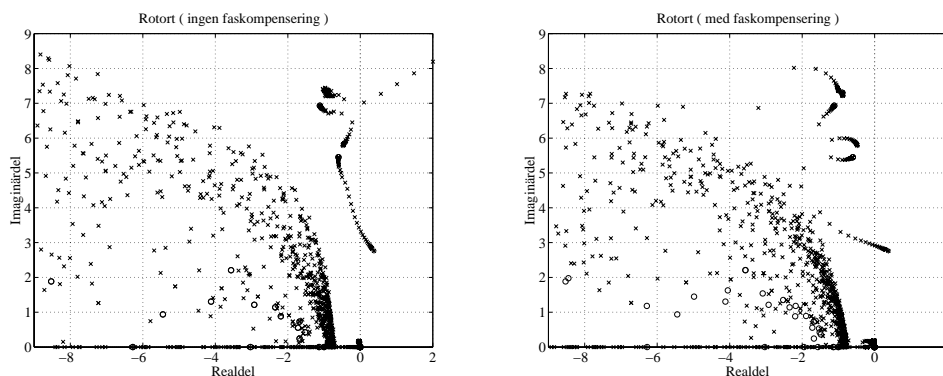 Rotort ( ingen faskompensering )
9
8
7
6
5
4
3
2
1
0
Imaginärdel
−8 −6 −4 −2 0 2
Realdel
Rotort ( med faskompensering )
9
8
7
6
5
4
3
2
1
0
Imaginärdel
−8 −6 −4 −2 0
Realdel